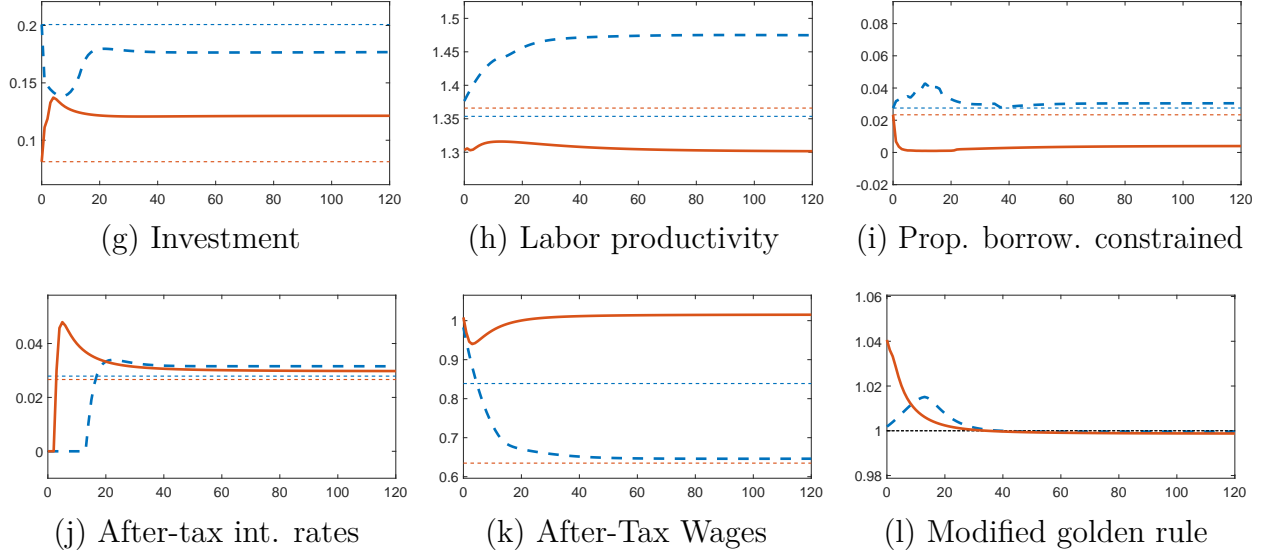 0.2
0.15
0.1
0 20 40 60 80 100 120
(g) Investment
1.5
1.45
1.4
1.35
1.3
0 20 40 60 80 100 120
(h) Labor productivity
0.08
0.06
0.04
0.02
0
-0.02
0 20 40 60 80 100 120
(i) Prop. borrow. constrained
0.04
0.02
0
0 20 40 60 80 100 120
(j) After-tax int. rates
1
0.9
0.8
0.7
0.6
0 20 40 60 80 100 120
(k) After-Tax Wages
1.06
1.04
1.02
1
0.98
0 20 40 60 80 100 120
(l) Modified golden rule